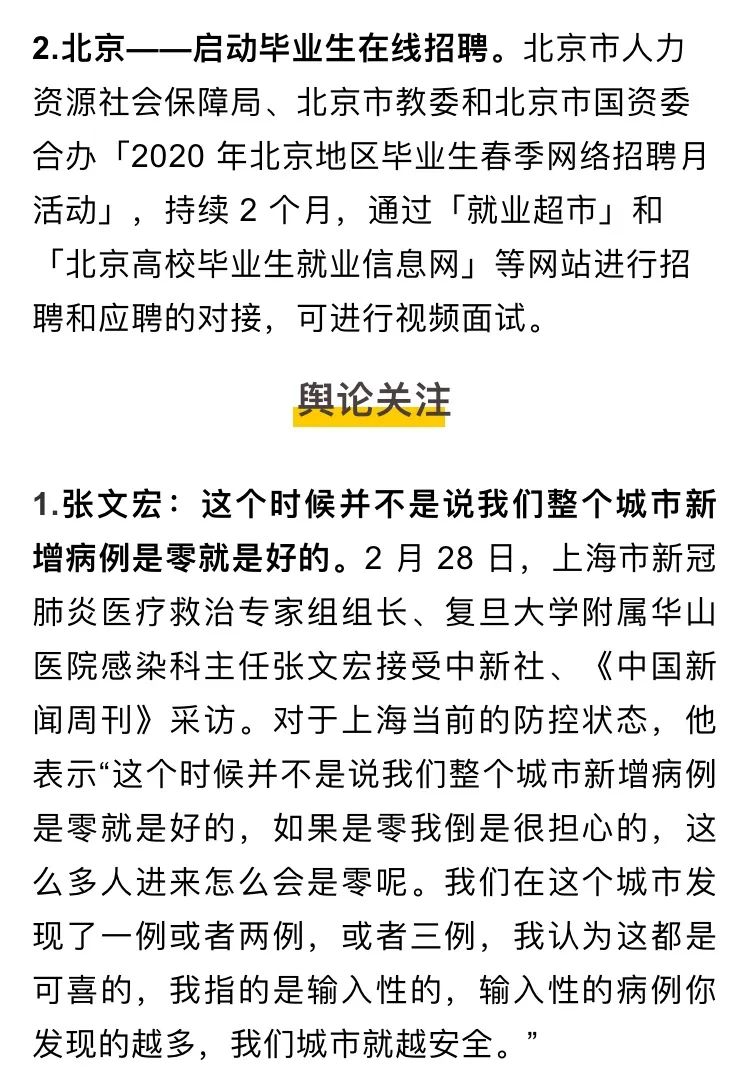 2.北京——启动毕业生在线招聘。北京市人力
资源社会保障局、北京市教委和北京市国资委
合办「2020 年北京地区毕业生春季网络招聘月
活动」，持续 2 个月，通过「就业超市」和
「北京高校毕业生就业信息网」等网站进行招
聘和应聘的对接，可进行视频面试。
舆论关注
1.张文宏：这个时候并不是说我们整个城市新
增病例是零就是好的。2 月 28 日，上海市新冠
肺炎医疗救治专家组组长、复旦大学附属华山
医院感染科主任张文宏接受中新社、《中国新
闻周刊》采访。对于上海当前的防控状态，他
表示“这个时候并不是说我们整个城市新增病例
是零就是好的，如果是零我倒是很担心的，这
么多人进来怎么会是零呢。我们在这个城市发
现了一例或者两例，或者三例，我认为这都是
可喜的，我指的是输入性的，输入性的病例你
发现的越多，我们城市就越安全。”